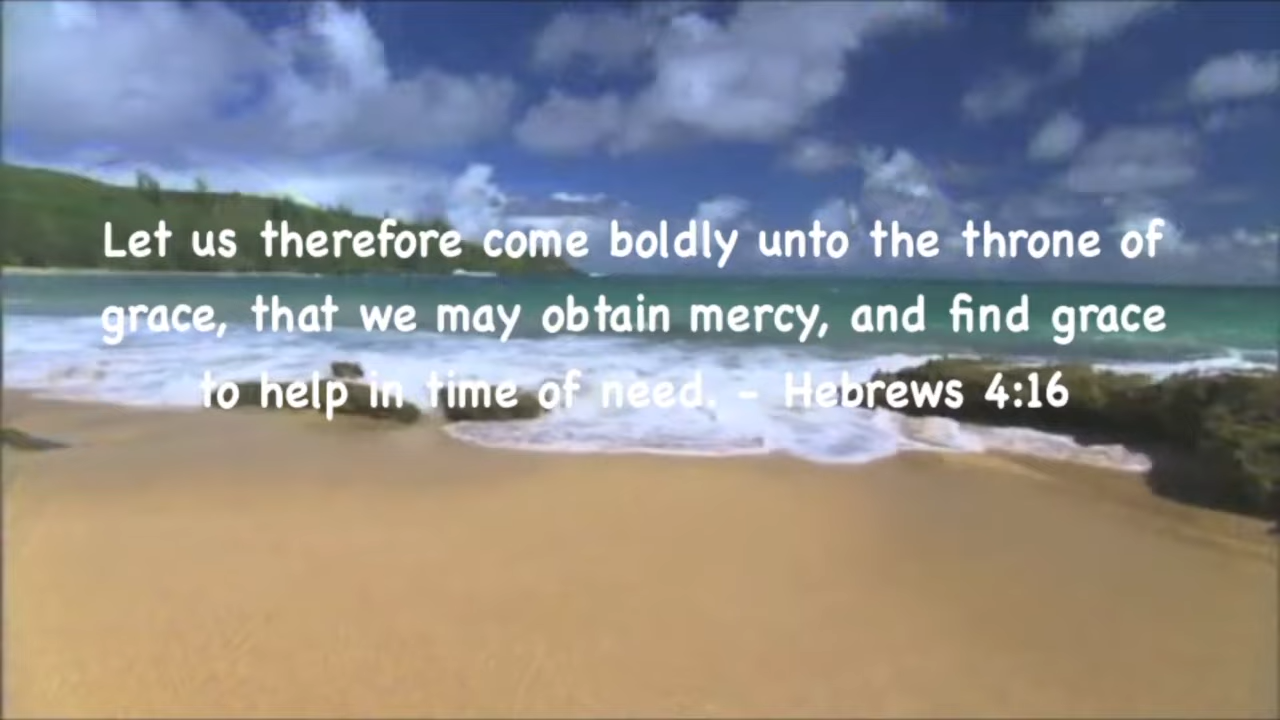 Let us therefore come boldly unto the throne of
grace, that we may obtain mercy, and find grace
to help in time of need. - Hebrews 4:16